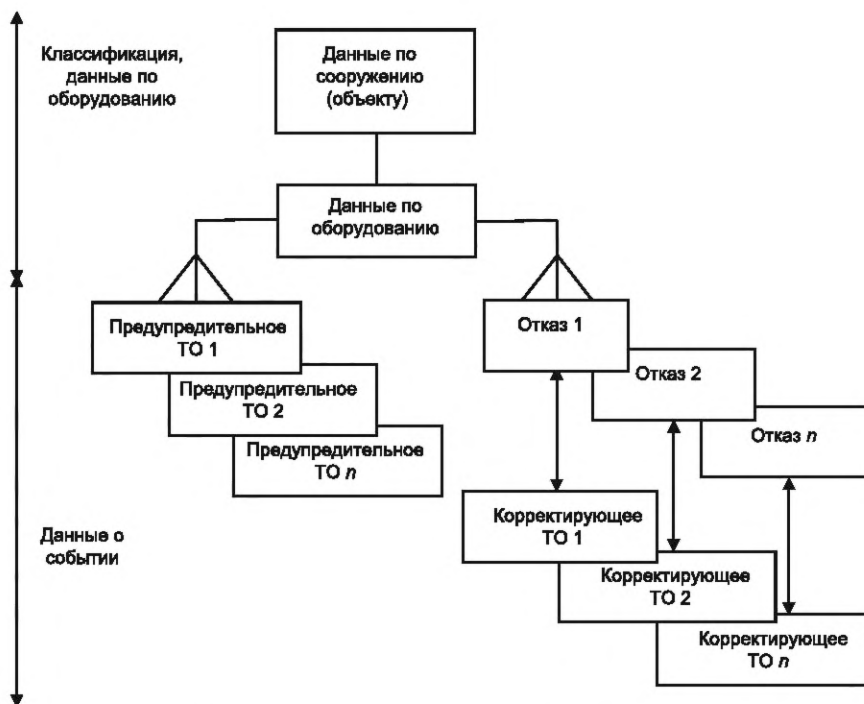 Классификация,
данные по
оборудованию
Данные по
сооружению
(объекту)
Данные по
оборудованию
Предупредительное
ТО 1
Предупредительное
ТО 2
Предупредительное
ТО n
Отказ 1
Отказ 2
Отказ n
Данные о
событии
Корректирующее
ТО 1
Корректирующее
ТО 2
Корректирующее
ТО n